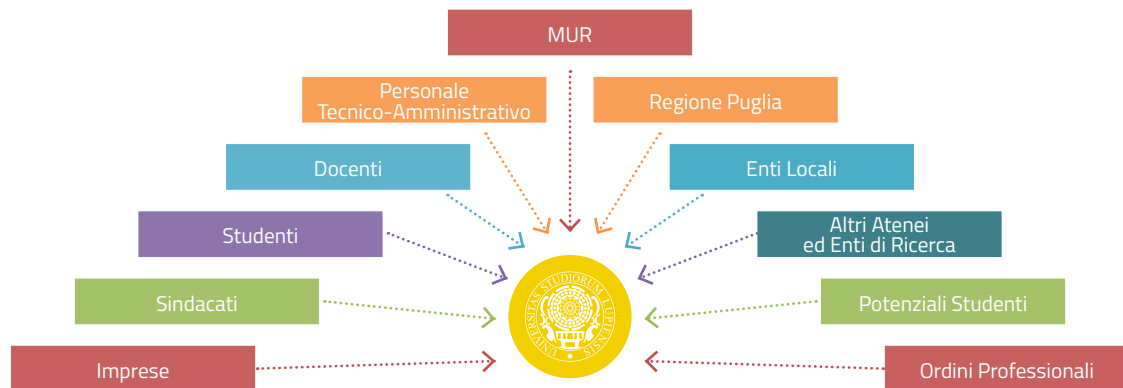 MUR
Personale
Tecnico-Amministrativo
Regione Puglia
Docenti
Enti Locali
Studenti
Altri Atenei
ed Enti di Ricerca
Sindacati
Potenziali Studenti
Imprese
Ordini Professionali
UNIVERSITAS STUDIORUM LUPIENSIS